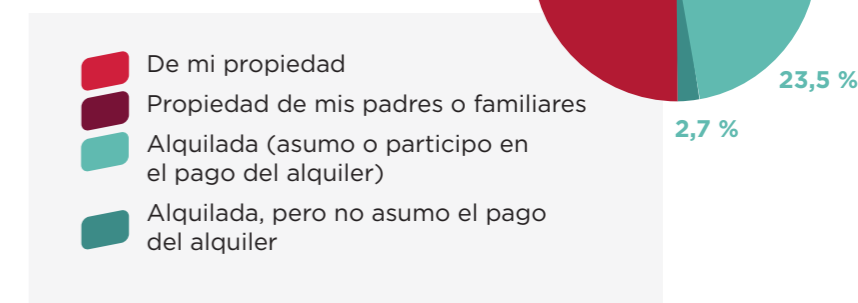 De mi propiedad
Propiedad de mis padres o familiares
Alquilada (asumo o participo en
el pago del alquiler)
Alquilada, pero no asumo el pago
del alquiler
23,5 %
2,7 %